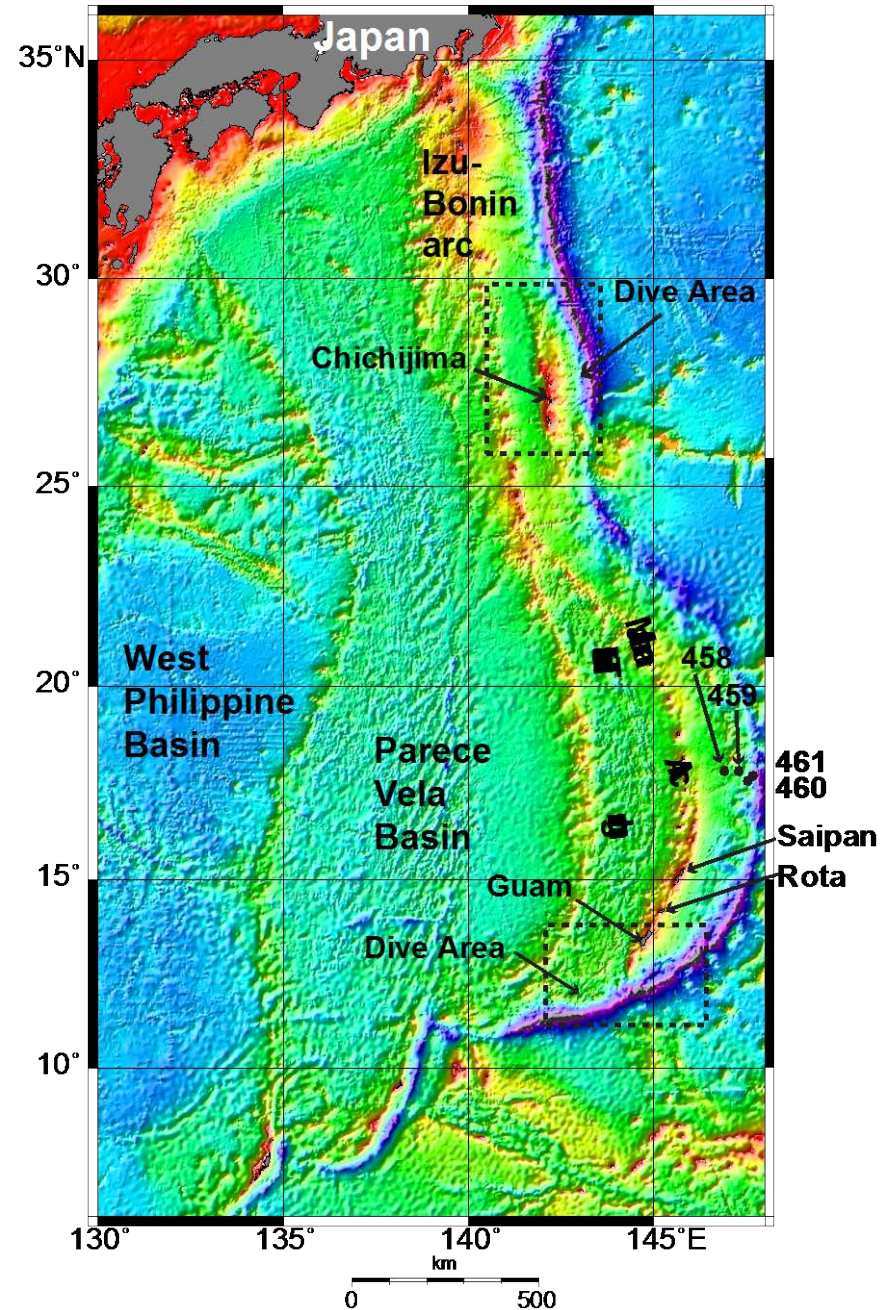 Japan
35°N
Izu-
Bonin
arc
30°
Dive Area
Chichijima
25°
West
Philippine
Basin
20°
458
459
Parece
Vela
Basin
461
460
Saipan
Rota
15°
Guam
Dive Area
10°
130°
135°
140°
145°E
km
0
500